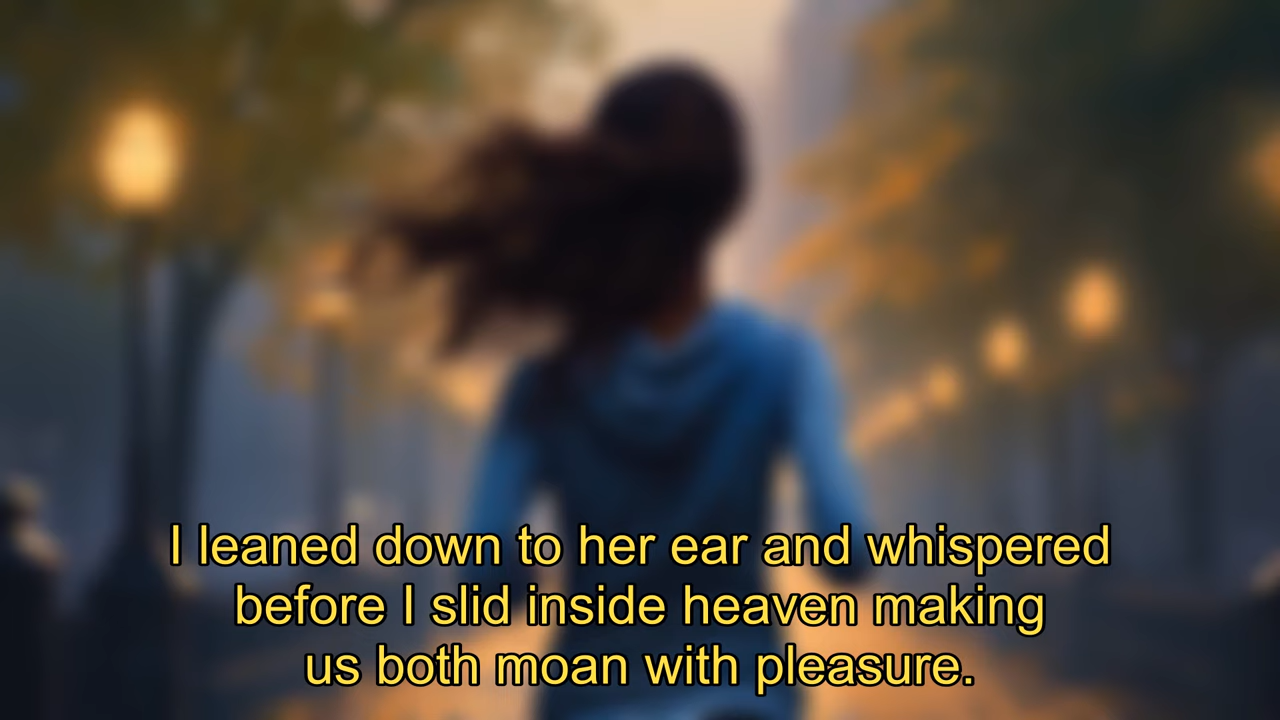 I leaned down to her ear and whispered
before I slid inside heaven making
us both moan with pleasure.